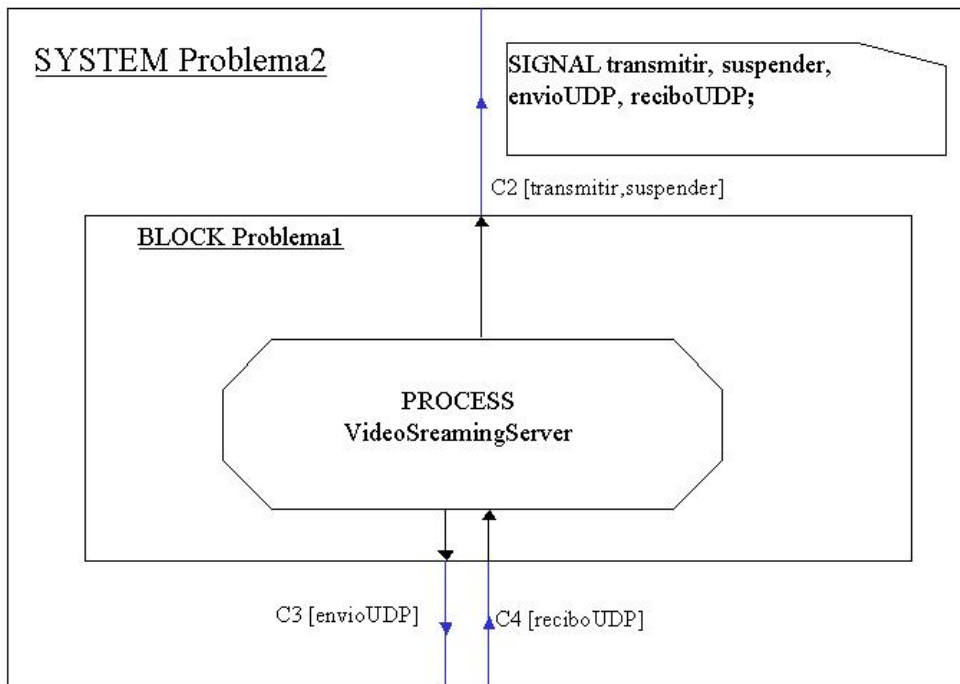 SYSTEM Problema2
SIGNAL transmitir, suspender,
envioUDP, reciboUDP;
C2 [transmitir,suspender]
BLOCK Problema1
PROCESS
VideoSreamingServer
C3 [envioUDP]
C4 [reciboUDP]